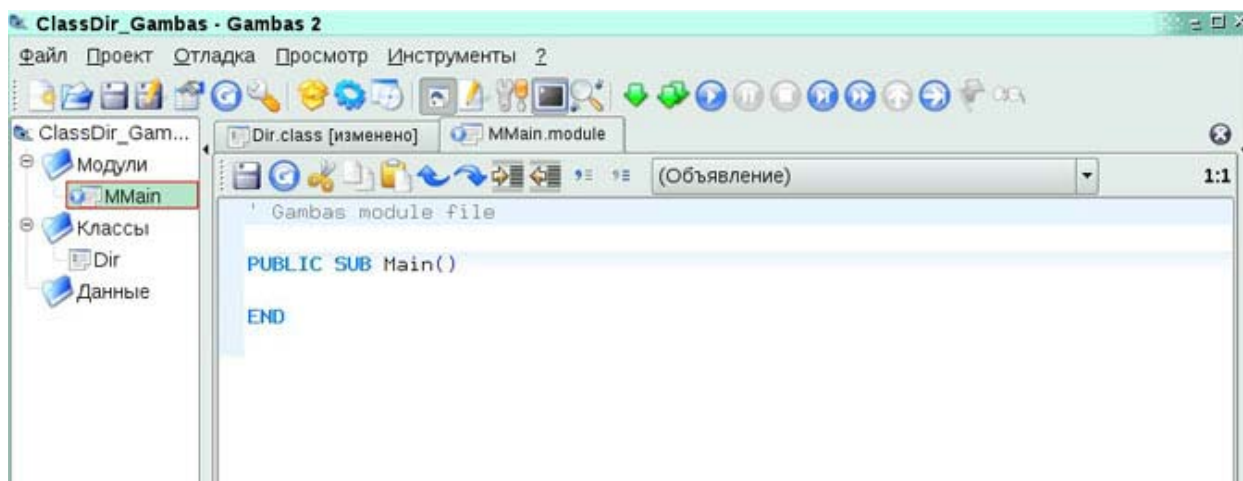 ClassDir_Gambas - Gambas 2
Файл Проект Отладка Просмотр Инструменты ?
ClassDir_Gam...
Модули
MMain
Классы
Dir
Данные
Dir.class [изменено]
MMain.module
(Объявление)
1:1
' Gambas module file
PUBLIC SUB Main()
END